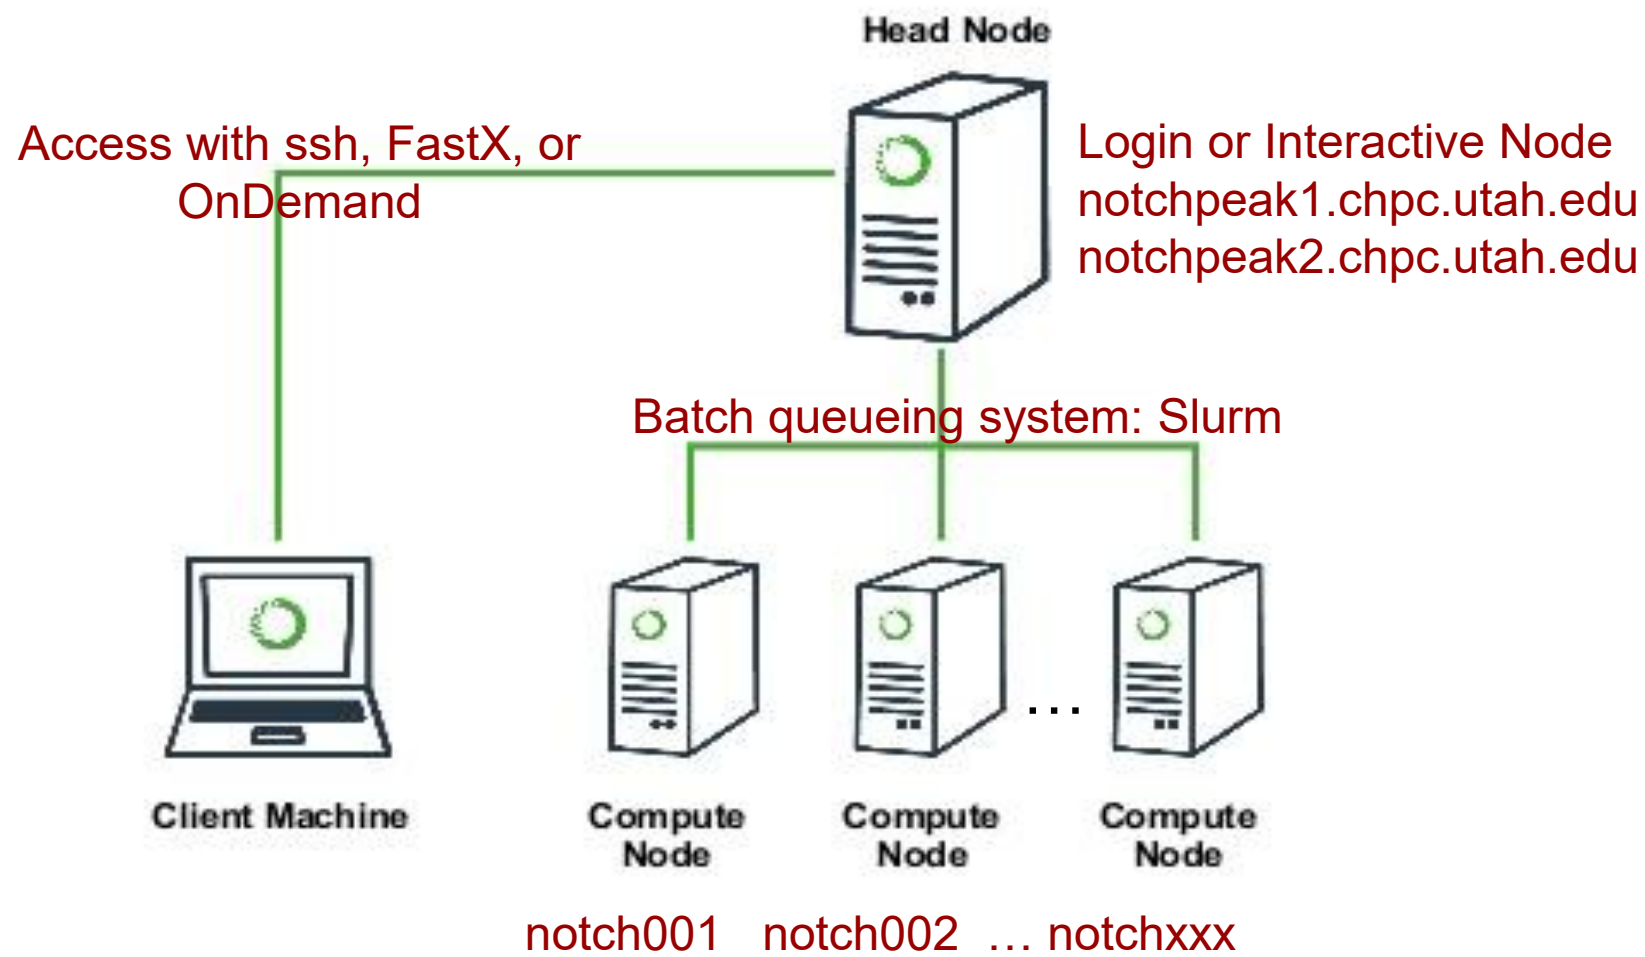 Head Node
Access with ssh, FastX, or
OnDemand
Login or Interactive Node
notchpeak1.chpc.utah.edu
notchpeak2.chpc.utah.edu
Batch queueing system: Slurm
...
Client Machine
Compute
Node
Compute
Node
Compute
Node
notch001 notch002 ... notchxxx